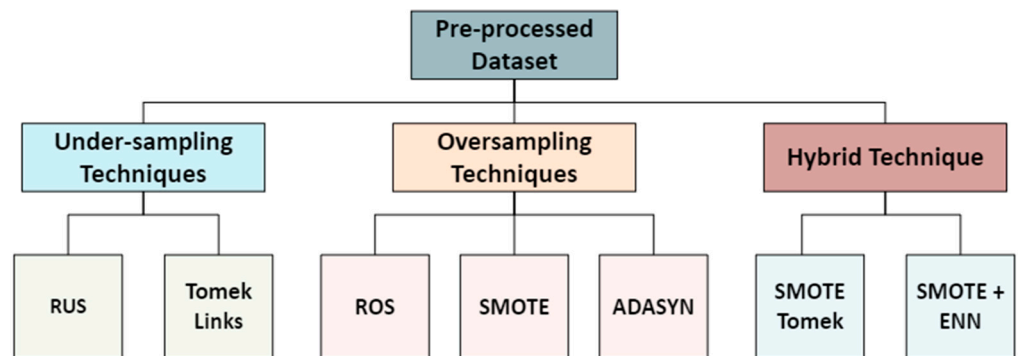 Pre-processed
Dataset
Under-sampling
Techniques
Oversampling
Techniques
Hybrid Technique
RUS
Tomek
Links
ROS
SMOTE
ADASYN
SMOTE
Tomek
SMOTE +
ENN